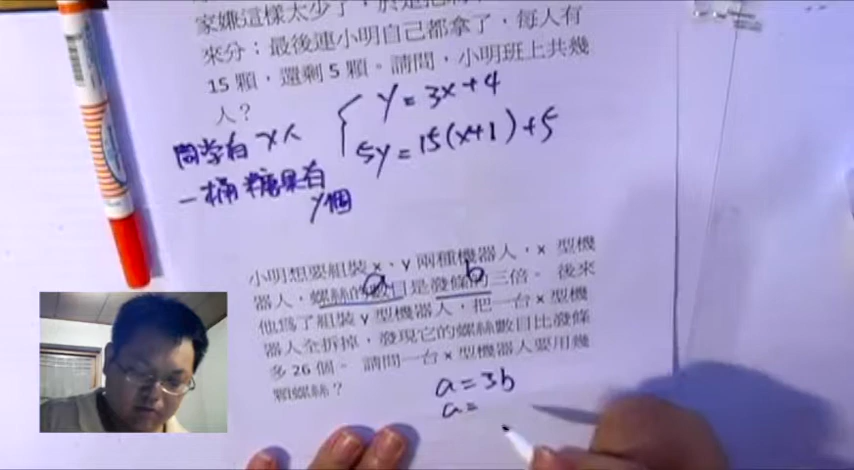 家嫌這樣太少了，於是把
來分；最後連小明自己都拿了，每人有
15 顆，還剩 5 顆。請問，小明班上共幾
人？
y = 3x+4
5y = 15(x+1)+5
同学有 x人
一桶糖果有
y個
小明想要組裝 x、y 兩種機器人，x 型機
器人，螺絲的數目是發條的三倍。 後來
a b
他為了組裝 y 型機器人，把一台 x 型機
器人全拆掉，發現它的螺絲數目比發條
多 26 個。 請問一台 x 型機器人要用幾
顆螺絲？
a=3b
a=